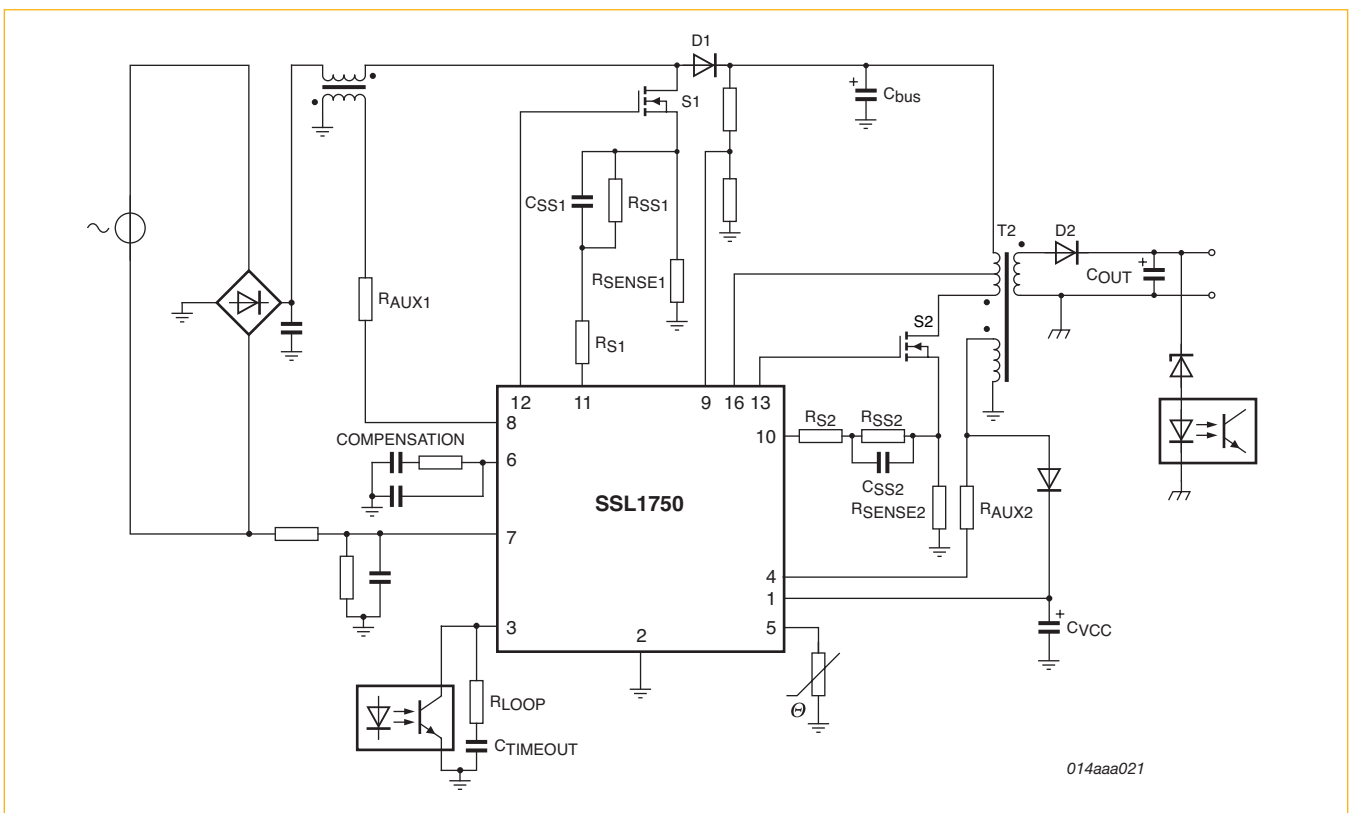 D1
S1
Cbus
CSS1
RSS1
T2
D2
COUT
RSENSE1
RAUX1
S2
RS1
12
11
9
16
13
8
10
RS2
RSS2
COMPENSATION
6
CSS2
SSL1750
RSENSE2
RAUX2
7
4
1
3
2
5
CVCC
RLOOP
Θ
CTIMEOUT
014aaa021